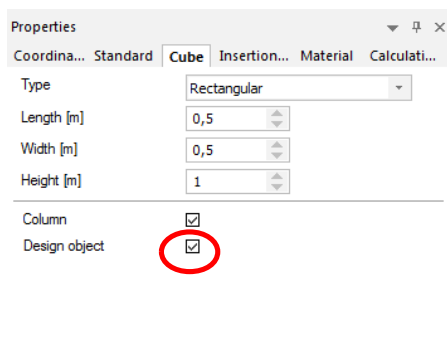 Properties
Coordina... Standard Cube Insertion... Material Calculati...
Type Rectangular
Length [m] 0,5
Width [m] 0,5
Height [m] 1
Column
Design object